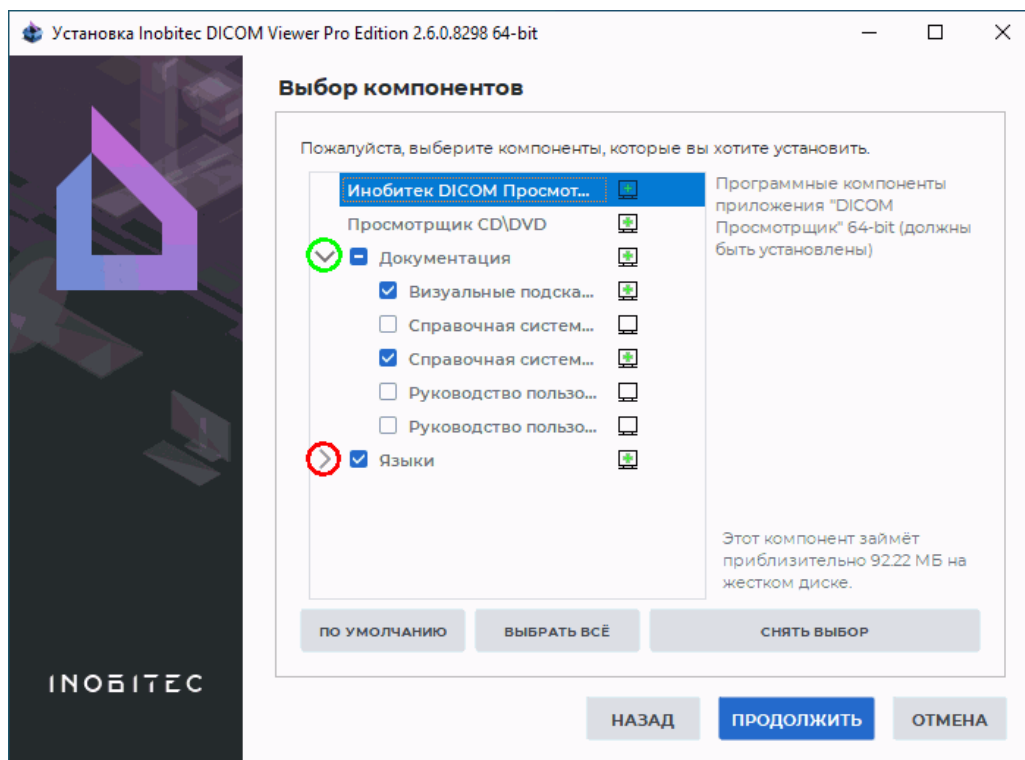 Установка Inobitec DICOM Viewer Pro Edition 2.6.0.8298 64-bit
Выбор компонентов
Пожалуйста, выберите компоненты, которые вы хотите установить.
Инобитек DICOM Просмот...
Просмотрщик CD\DVD
Документация
Визуальные подска...
Справочная систем...
Справочная систем...
Руководство пользо...
Руководство пользо...
Языки
Программные компоненты
приложения "DICOM
Просмотрщик" 64-bit (должны
быть установлены)
Этот компонент займёт
приблизительно 92.22 МБ на
жестком диске.
ПО УМОЛЧАНИЮ
ВЫБРАТЬ ВСЁ
СНЯТЬ ВЫБОР
INOBITEC
НАЗАД
ПРОДОЛЖИТЬ
ОТМЕНА